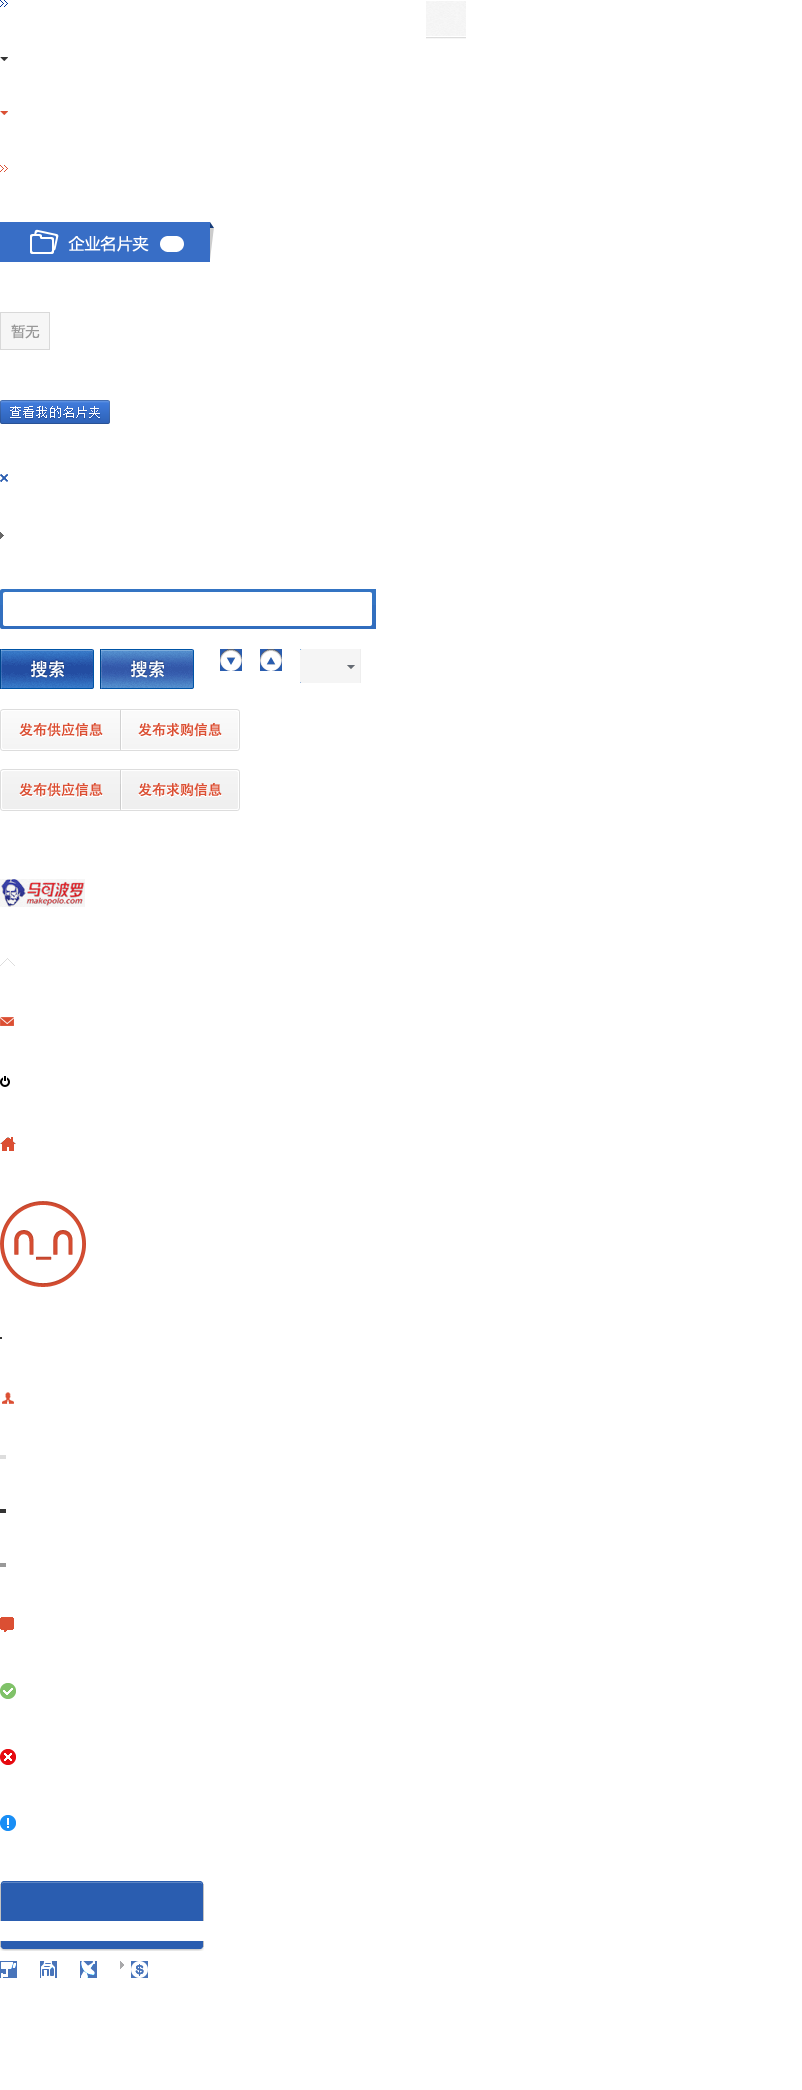 企业名片夹
暂无
查看我的名片夹
搜索 搜索
发布供应信息 发布求购信息
发布供应信息 发布求购信息
马可波罗
makepolo.com
n_n